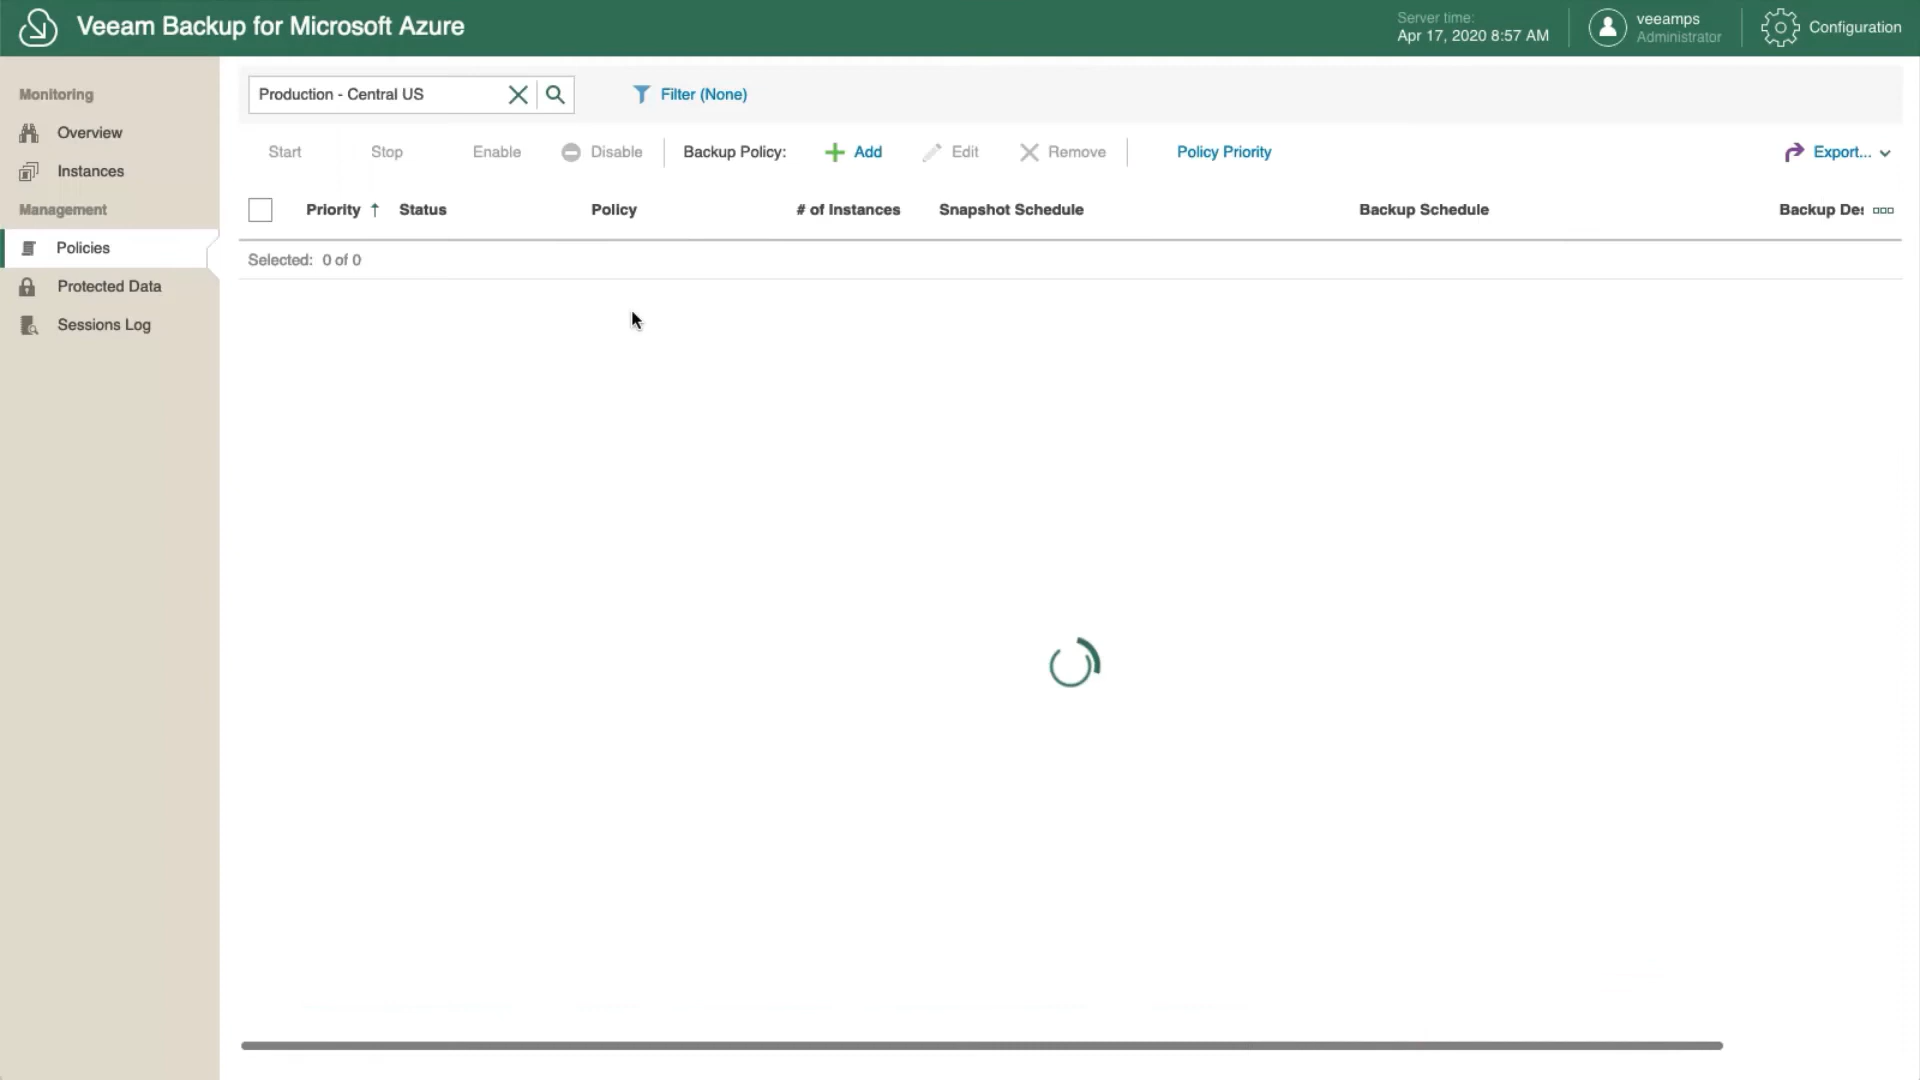 Veeam Backup for Microsoft Azure
Server time:
Apr 17, 2020 8:57 AM
veeamps
Administrator
Configuration
Monitoring
Overview
Instances
Management
Policies
Protected Data
Sessions Log
Production - Central US
Filter (None)
Start Stop Enable Disable Backup Policy: Add Edit Remove Policy Priority Export...
Priority Status Policy # of Instances Snapshot Schedule Backup Schedule Backup Des
Selected: 0 of 0